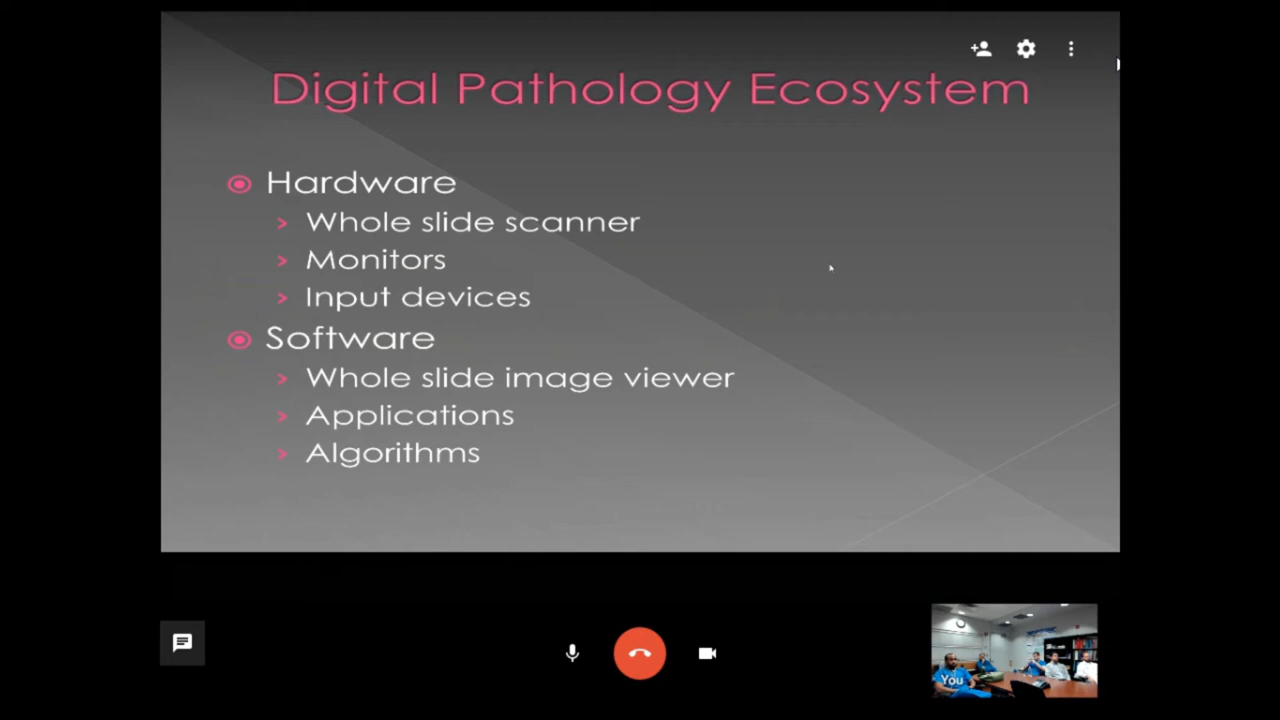 Digital Pathology Ecosystem
Hardware
Whole slide scanner
Monitors
Input devices
Software
Whole slide image viewer
Applications
Algorithms
You